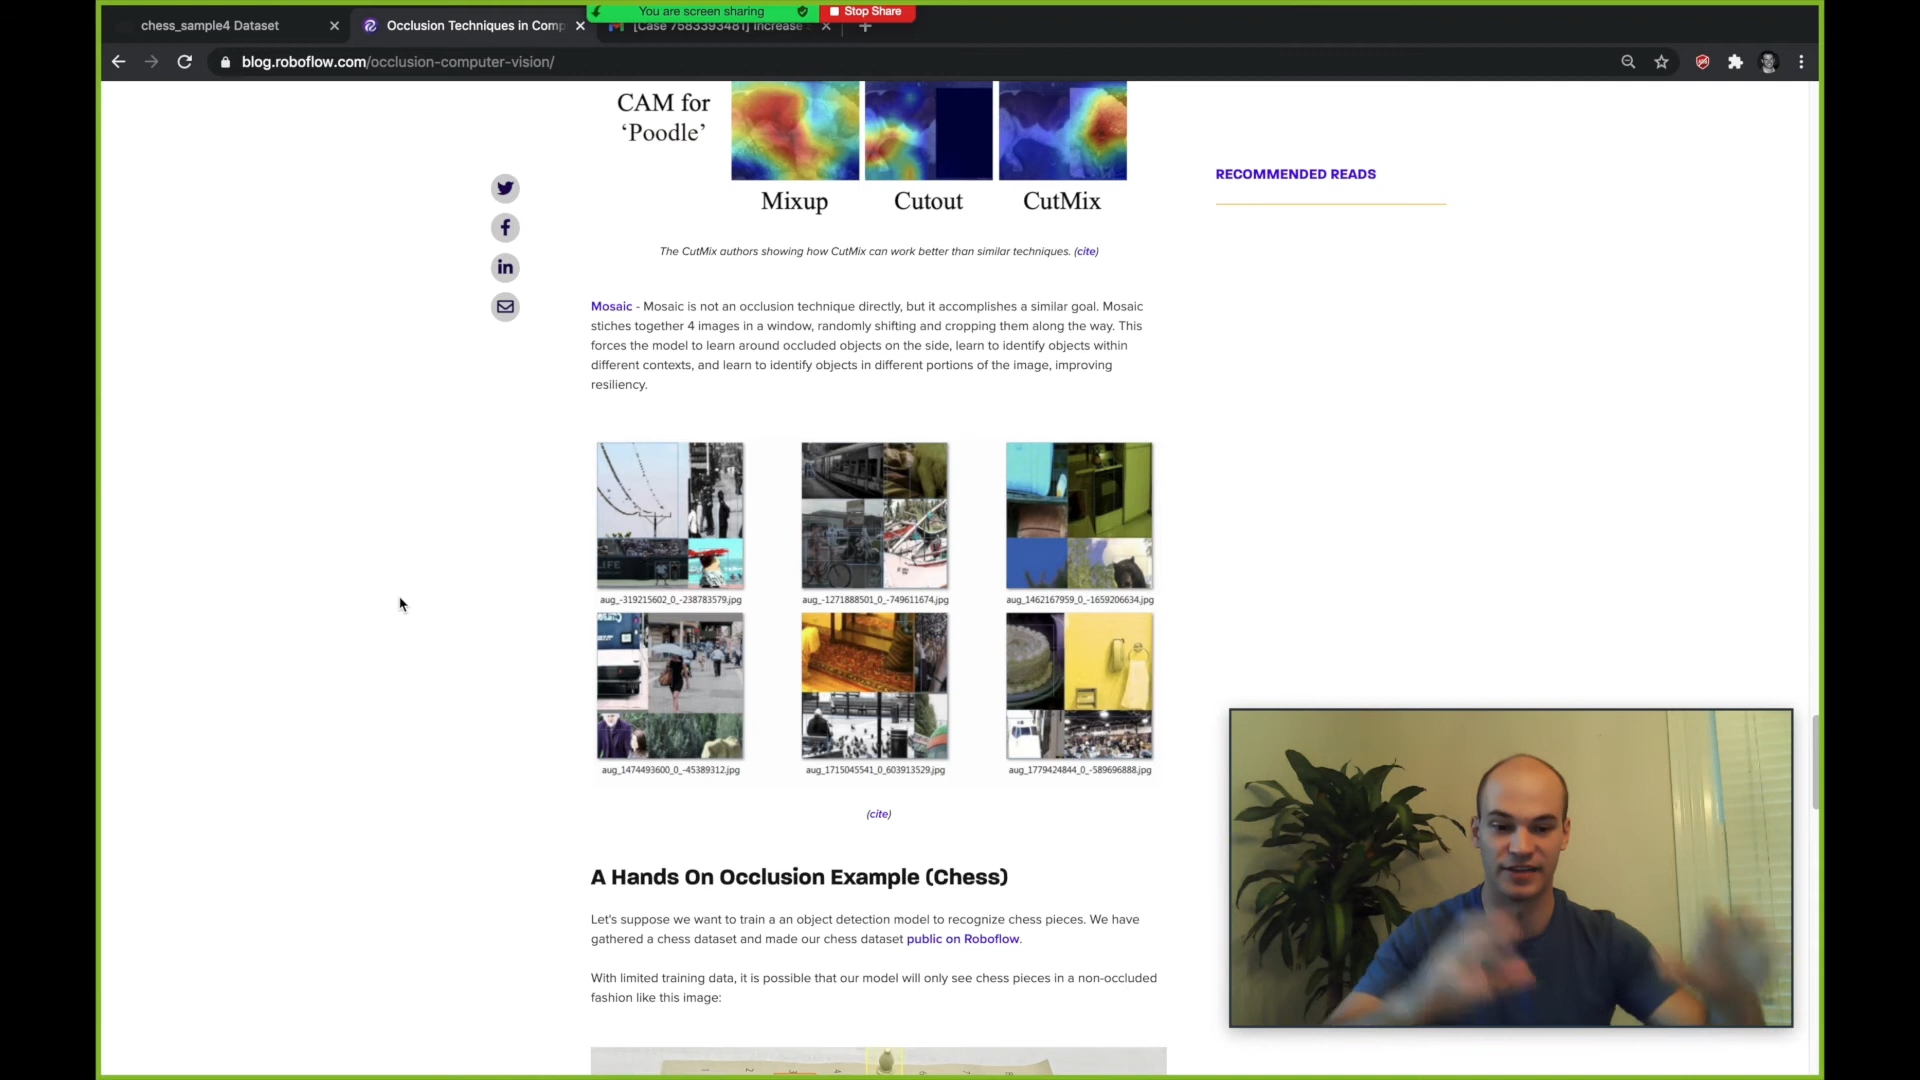 You are screen sharing
Stop Share
chess_sample4 Dataset
Occlusion Techniques in Comp
[Case 7583393481] Increase
blog.roboflow.com/occlusion-computer-vision/
CAM for
‘Poodle’
Mixup
Cutout
CutMix
The CutMix authors showing how CutMix can work better than similar techniques. (cite)
RECOMMENDED READS
Mosaic - Mosaic is not an occlusion technique directly, but it accomplishes a similar goal. Mosaic
stiches together 4 images in a window, randomly shifting and cropping them along the way. This
forces the model to learn around occluded objects on the side, learn to identify objects within
different contexts, and learn to identify objects in different portions of the image, improving
resiliency.
LIFE
aug_-319215602_0_-238783579.jpg
aug_-1271888501_0_-749611674.jpg
aug_1462167959_0_-1659206634.jpg
aug_1474493600_0_-45389312.jpg
aug_1715045541_0_603913529.jpg
aug_1779424844_0_-589696888.jpg
(cite)
A Hands On Occlusion Example (Chess)
Let's suppose we want to train a an object detection model to recognize chess pieces. We have
gathered a chess dataset and made our chess dataset public on Roboflow.
With limited training data, it is possible that our model will only see chess pieces in a non-occluded
fashion like this image: